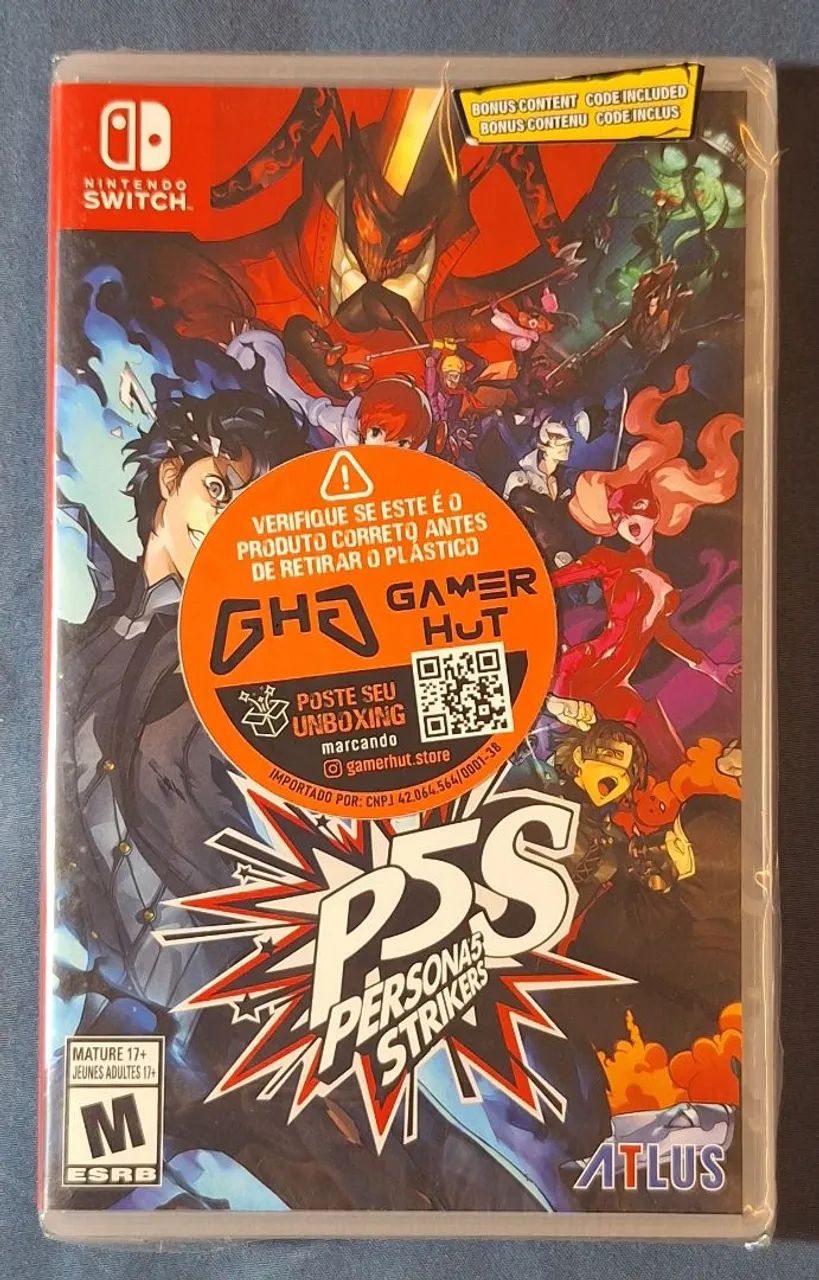 BONUS CONTENT CODE INCLUDED
BONUS CONTENU CODE INCLUS
NINTENDO
SWITCH™
VERIFIQUE SE ESTE É O
PRODUTO CORRETO ANTES
DE RETIRAR O PLÁSTICO
GHG GAMER
HUT
POSTE SEU
UNBOXING
marcando
gamerhut.store
IMPORTADO POR: CNPJ 42.064.564/0001-38
P5S
PERSONA5
STRIKERS
MATURE 17+
JEUNES ADULTES 17+
M
ESRB
ATLUS